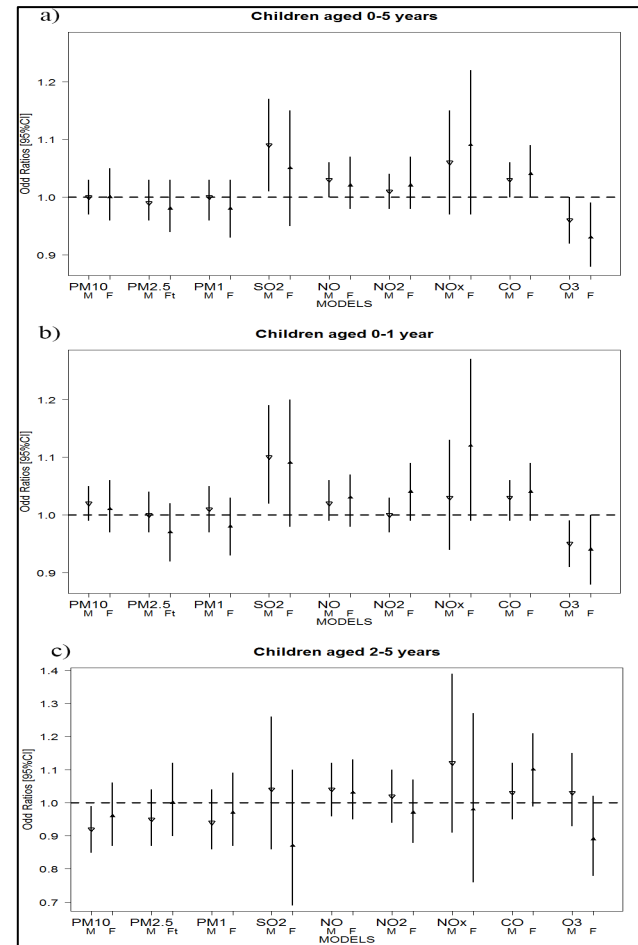 a)
Children aged 0-5 years
Odd Ratios [95%CI]
1.2
1.1
1.0
0.9
PM10 PM2.5 PM1 SO2 NO NO2 NOx CO O3
M F M Ft M F M F M F M F M F M F M F
MODELS
b)
Children aged 0-1 year
Odd Ratios [95%CI]
1.2
1.1
1.0
0.9
PM10 PM2.5 PM1 SO2 NO NO2 NOx CO O3
M F M Ft M F M F M F M F M F M F M F
MODELS
c)
Children aged 2-5 years
Odd Ratios [95%CI]
1.4
1.3
1.2
1.1
1.0
0.9
0.8
0.7
PM10 PM2.5 PM1 SO2 NO NO2 NOx CO O3
M F M Ft M F M F M F M F M F M F M F
MODELS